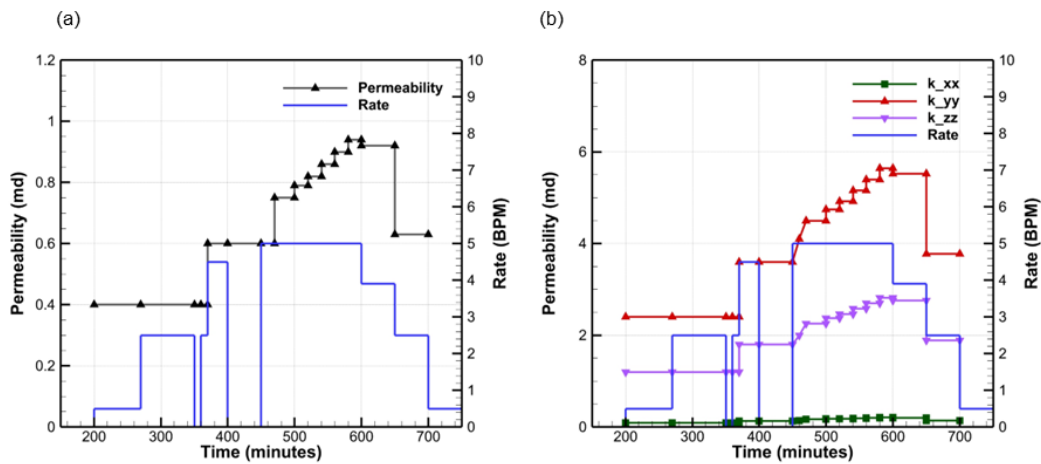 (a)
(b)
1.2
1
0.8
0.6
0.4
0.2
0
Permeability (md)
10
9
8
7
6
5
4
3
2
1
0
Rate (BPM)
Permeability
Rate
200 300 400 500 600 700
Time (minutes)
8
6
4
2
0
Permeability (md)
10
9
8
7
6
5
4
3
2
1
0
Rate (BPM)
k_xx
k_yy
k_zz
Rate
200 300 400 500 600 700
Time (minutes)